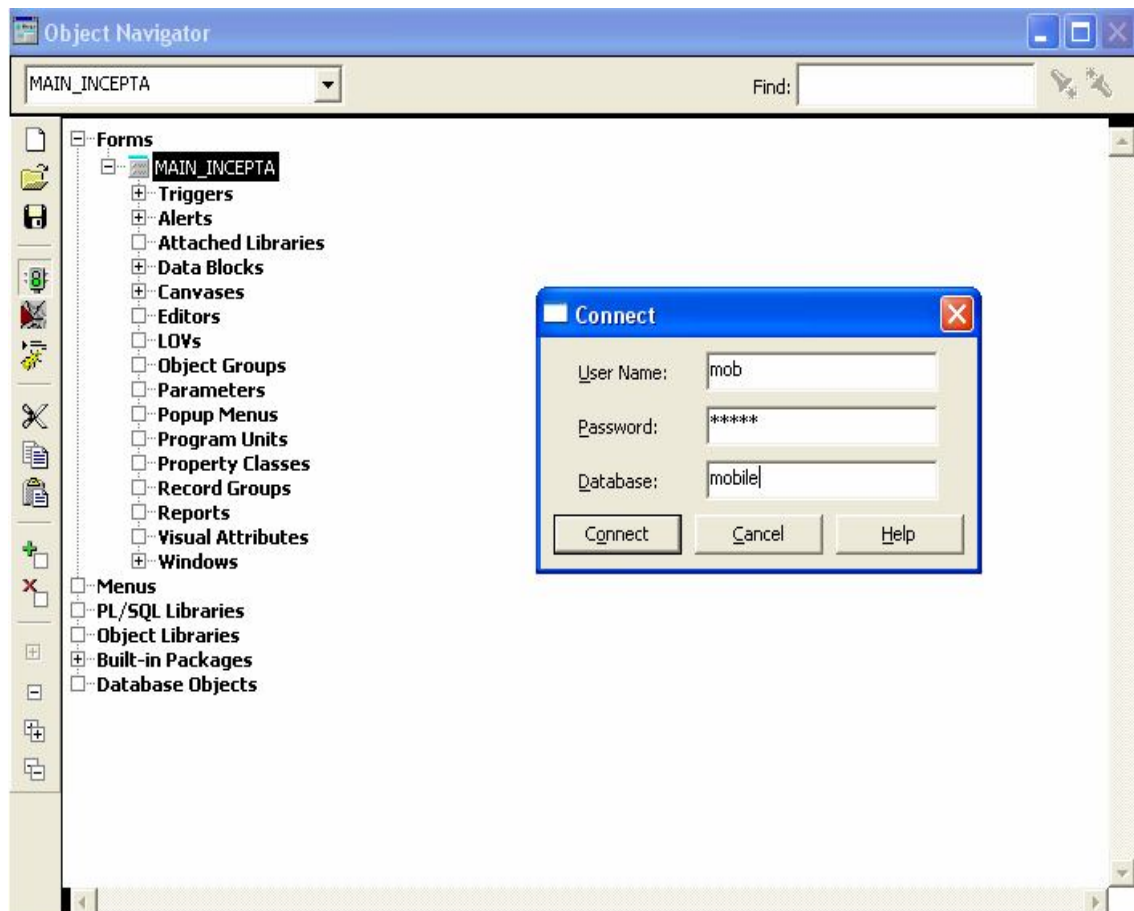 Object Navigator
MAIN_INCEPTA
Find:
Forms
MAIN_INCEPTA
Triggers
Alerts
Attached Libraries
Data Blocks
Canvases
Editors
LOVs
Object Groups
Parameters
Popup Menus
Program Units
Property Classes
Record Groups
Reports
Visual Attributes
Windows
Menus
PL/SQL Libraries
Object Libraries
Built-in Packages
Database Objects
Connect
User Name: mob
Password: *****
Database: mobile
Connect Cancel Help